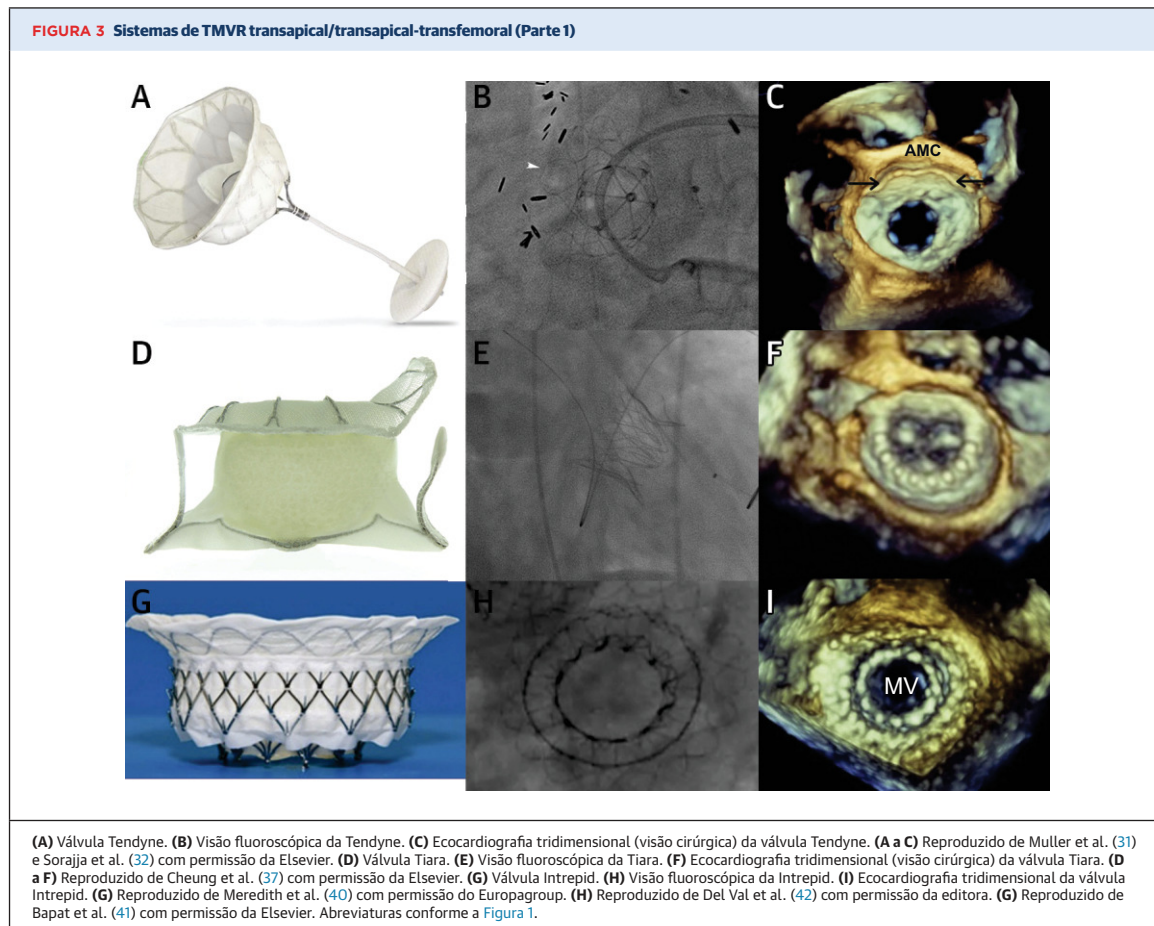 FIGURA 3 Sistemas de TMVR transapical/transapical-transfemoral (Parte 1)
A
B
C
AMC
D
E
F
G
H
I
MV
(A) Válvula Tendyne. (B) Visão fluoroscópica da Tendyne. (C) Ecocardiografia tridimensional (visão cirúrgica) da válvula Tendyne. (A a C) Reproduzido de Muller et al. (31)
e Sorajja et al. (32) com permissão da Elsevier. (D) Válvula Tiara. (E) Visão fluoroscópica da Tiara. (F) Ecocardiografia tridimensional (visão cirúrgica) da válvula Tiara. (D
a F) Reproduzido de Cheung et al. (37) com permissão da Elsevier. (G) Válvula Intrepid. (H) Visão fluoroscópica da Intrepid. (I) Ecocardiografia tridimensional da válvula
Intrepid. (G) Reproduzido de Meredith et al. (40) com permissão do Europagroup. (H) Reproduzido de Del Val et al. (42) com permissão da editora. (G) Reproduzido de
Bapat et al. (41) com permissão da Elsevier. Abreviaturas conforme a Figura 1.